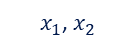 x₁, x₂